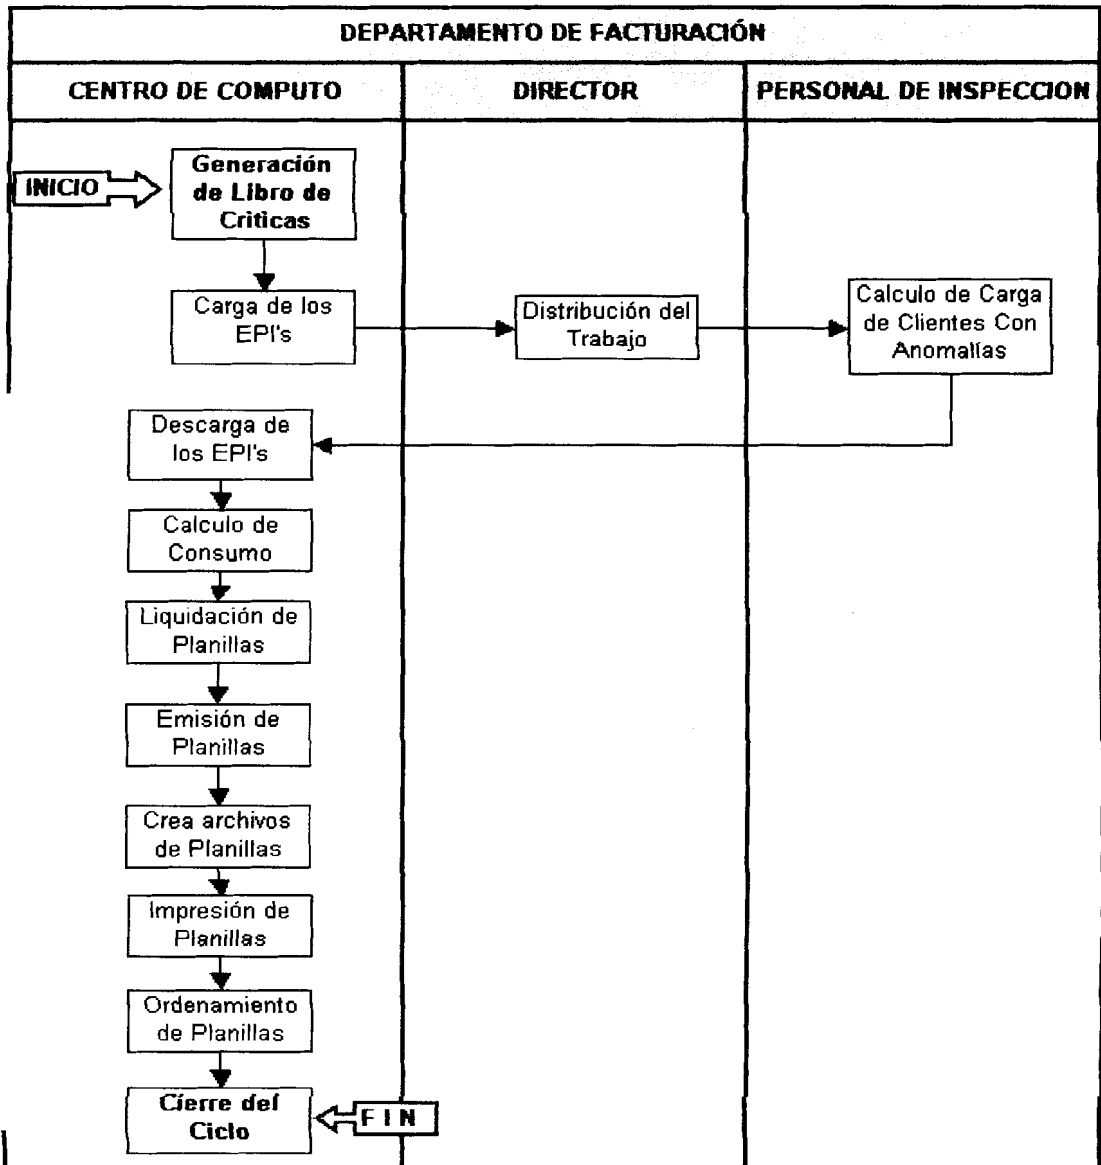 DEPARTAMENTO DE FACTURACIÓN
CENTRO DE COMPUTO
DIRECTOR
PERSONAL DE INSPECCION
INICIO
Generación
de Libro de
Criticas
Carga de los
EPI's
Distribución del
Trabajo
Calculo de Carga
de Clientes Con
Anomalías
Descarga de
los EPI's
Calculo de
Consumo
Liquidación de
Planillas
Emisión de
Planillas
Crea archivos
de Planillas
Impresión de
Planillas
Ordenamiento
de Planillas
Cierre del
Ciclo
F I N